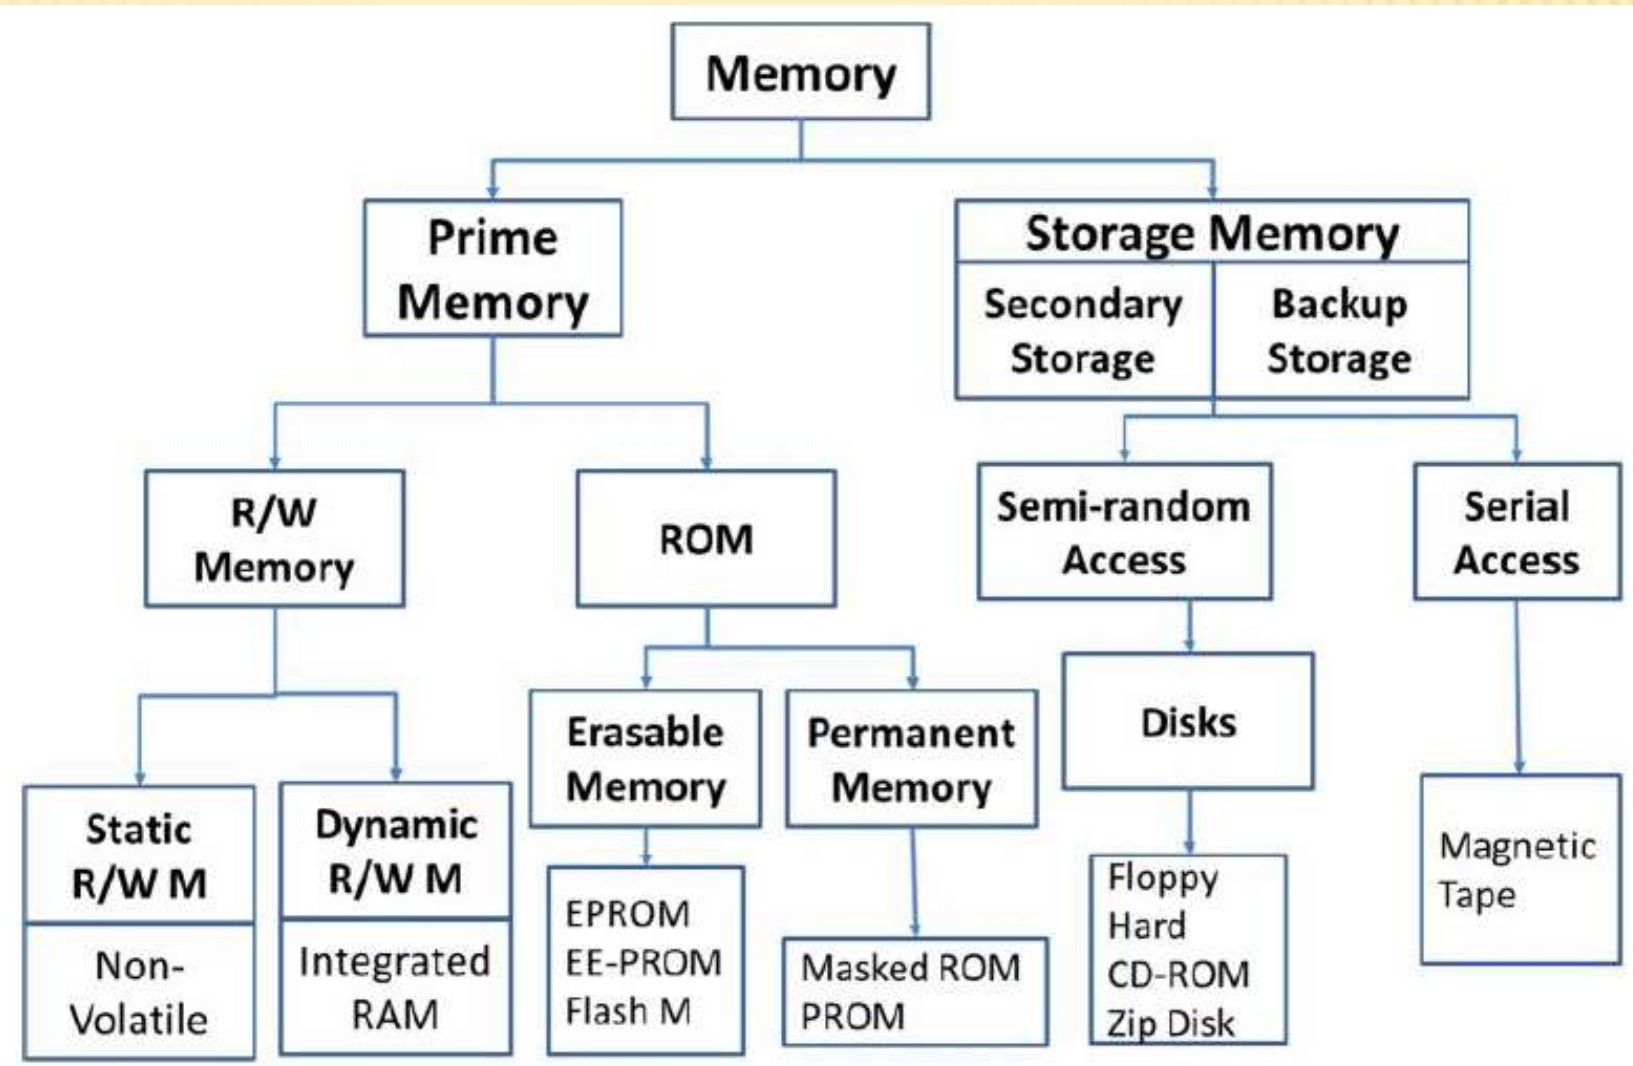 Memory
Prime
Memory
Storage Memory
Secondary
Storage
Backup
Storage
R/W
Memory
ROM
Semi-random
Access
Serial
Access
Erasable
Memory
Permanent
Memory
Disks
Static
R/W M
Non-
Volatile
Dynamic
R/W M
Integrated
RAM
EPROM
EE-PROM
Flash M
Masked ROM
PROM
Floppy
Hard
CD-ROM
Zip Disk
Magnetic
Tape